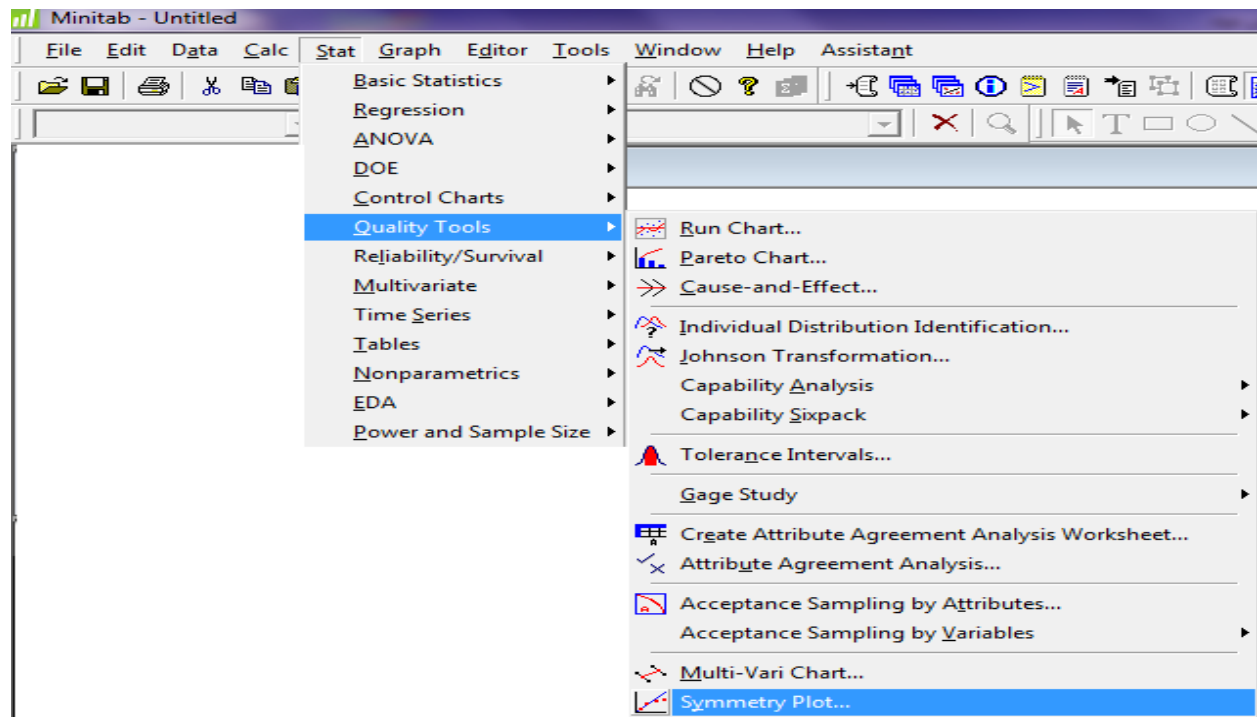 Minitab - Untitled
File Edit Data Calc Stat Graph Editor Tools Window Help Assistant
Basic Statistics
Regression
ANOVA
DOE
Control Charts
Quality Tools
Reliability/Survival
Multivariate
Time Series
Tables
Nonparametrics
EDA
Power and Sample Size
Run Chart...
Pareto Chart...
Cause-and-Effect...
Individual Distribution Identification...
Johnson Transformation...
Capability Analysis
Capability Sixpack
Tolerance Intervals...
Gage Study
Create Attribute Agreement Analysis Worksheet...
Attribute Agreement Analysis...
Acceptance Sampling by Attributes...
Acceptance Sampling by Variables
Multi-Vari Chart...
Symmetry Plot...